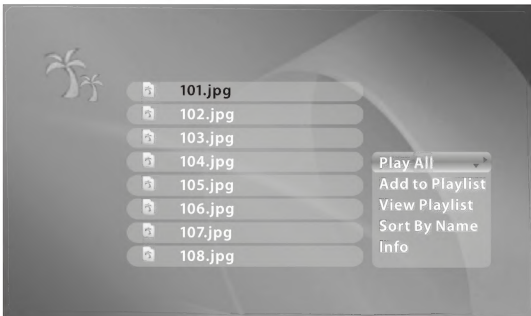 101.jpg
102.jpg
103.jpg
104.jpg
105.jpg
106.jpg
107.jpg
108.jpg
Play All
Add to Playlist
View Playlist
Sort By Name
Info